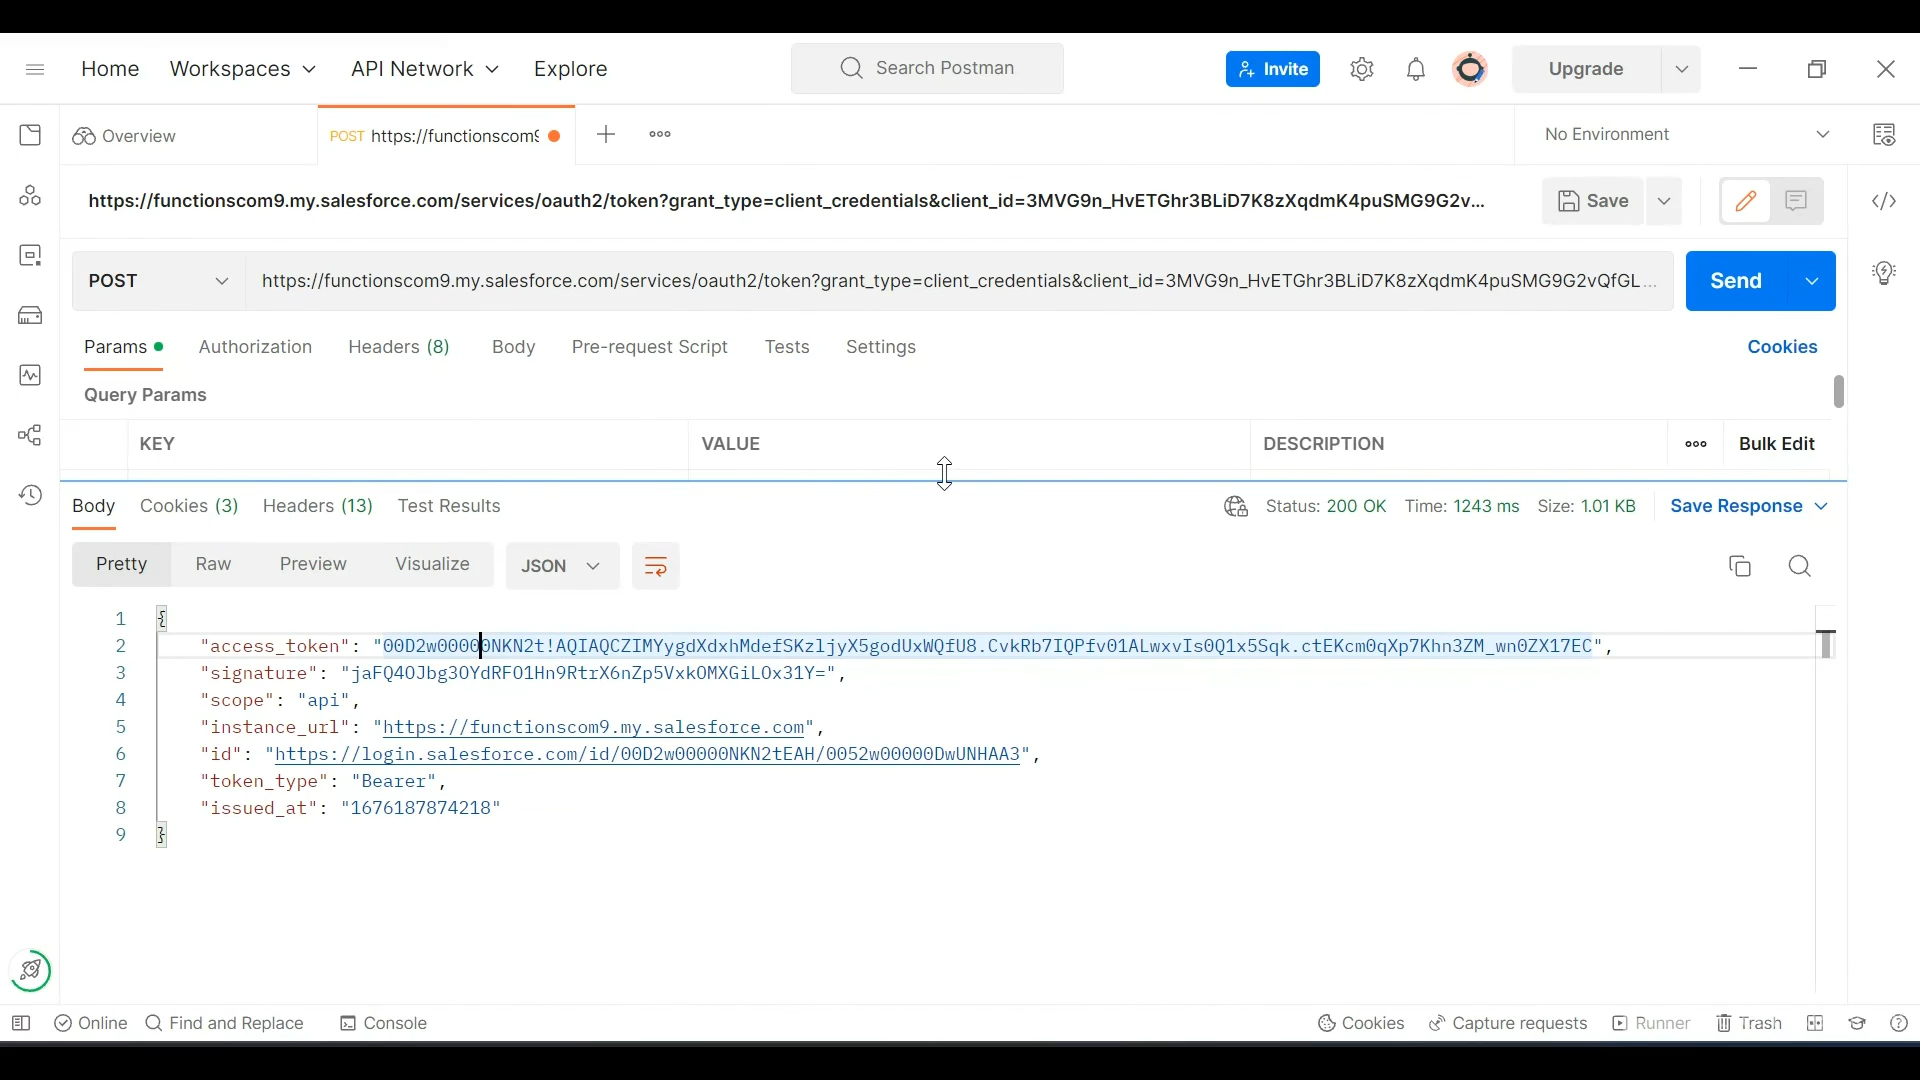 Home Workspaces API Network Explore Search Postman Invite Upgrade
Overview POST https://functionscom9 No Environment
https://functionscom9.my.salesforce.com/services/oauth2/token?grant_type=client_credentials&client_id=3MVG9n_HvETGhr3BLiD7K8zXqdmK4puSMG9G2v... Save
POST https://functionscom9.my.salesforce.com/services/oauth2/token?grant_type=client_credentials&client_id=3MVG9n_HvETGhr3BLiD7K8zXqdmK4puSMG9G2vQfGL... Send
Params Authorization Headers (8) Body Pre-request Script Tests Settings Cookies
Query Params
KEY VALUE DESCRIPTION Bulk Edit
Body Cookies (3) Headers (13) Test Results Status: 200 OK Time: 1243 ms Size: 1.01 KB Save Response
Pretty Raw Preview Visualize JSON
1 {
2 "access_token": "00D2w00000NKN2t!AQIAQCZIMYygdXdxhMdefSKzljyX5godUxWQfU8.CvkRb7IQPfv01ALwxvIs0Q1x5Sqk.ctEKcm0qXp7Khn3ZM_wn0ZX17EC",
3 "signature": "jaFQ4OJbg3OYdRFO1Hn9RtrX6nZp5VxkOMXGiLOx31Y=",
4 "scope": "api",
5 "instance_url": "https://functionscom9.my.salesforce.com",
6 "id": "https://login.salesforce.com/id/00D2w00000NKN2tEAH/0052w00000DwUNHAA3",
7 "token_type": "Bearer",
8 "issued_at": "1676187874218"
9 }
Online Find and Replace Console Cookies Capture requests Runner Trash